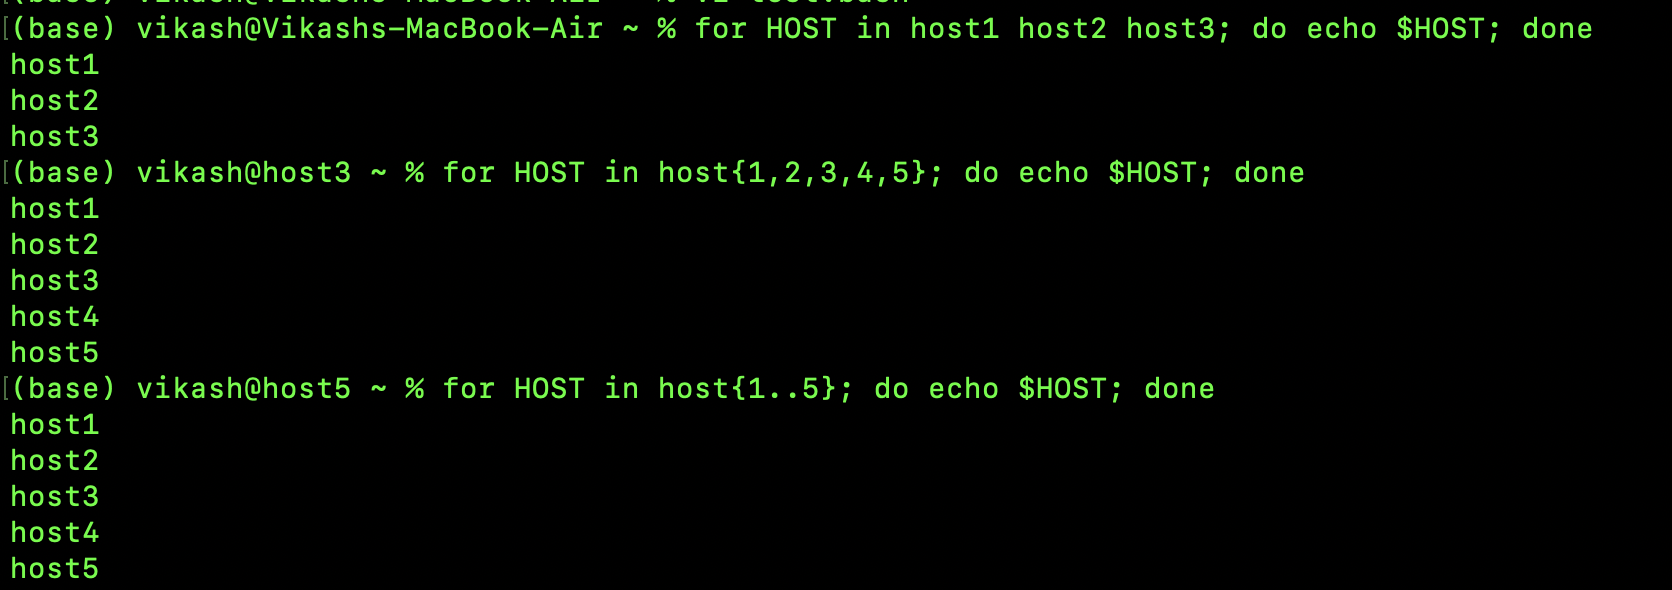 [(base) vikash@Vikashs-MacBook-Air ~ % for HOST in host1 host2 host3; do echo $HOST; done
host1
host2
host3
[(base) vikash@host3 ~ % for HOST in host{1,2,3,4,5}; do echo $HOST; done
host1
host2
host3
host4
host5
[(base) vikash@host5 ~ % for HOST in host{1..5}; do echo $HOST; done
host1
host2
host3
host4
host5